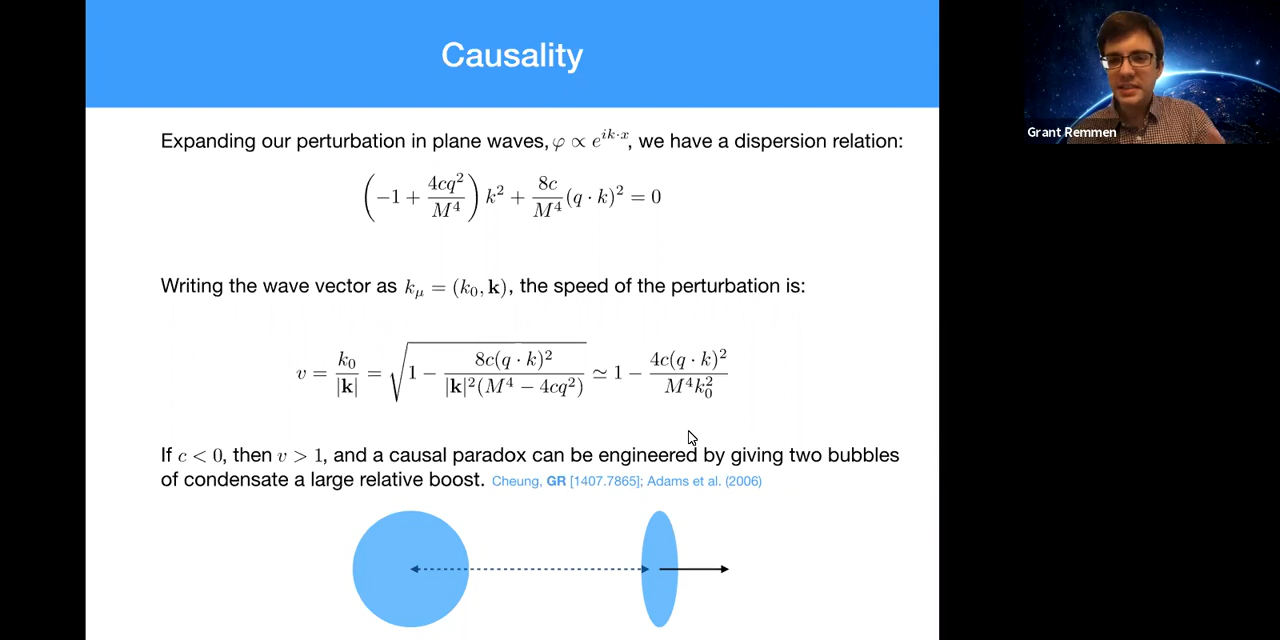 Causality
Expanding our perturbation in plane waves, φ ∝ e^{ik·x}, we have a dispersion relation:
(−1 + 4cq²/M⁴) k² + 8c/M⁴ (q · k)² = 0
Writing the wave vector as k_μ = (k₀, **k**), the speed of the perturbation is:
v = k₀/|**k**| = √(1 − 8c(q · k)²/(|**k**|²(M⁴ − 4cq²))) ≃ 1 − 4c(q · k)²/(M⁴k₀²)
If c < 0, then v > 1, and a causal paradox can be engineered by giving two bubbles
of condensate a large relative boost. Cheung, GR [1407.7865]; Adams et al. (2006)
Grant Remmen